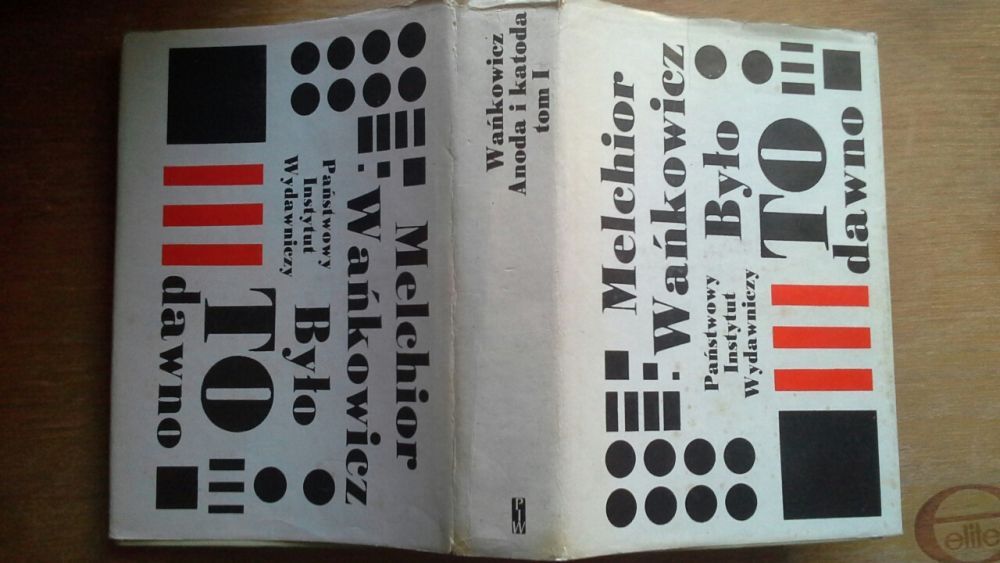 Melchior
Wańkowicz
Państwowy
Instytut
Wydawniczy
Było
TO
dawno
Wańkowicz
Anoda i katoda
tom I
PIW
Melchior
Wańkowicz
Państwowy
Instytut
Wydawniczy
Było
TO
dawno
elite